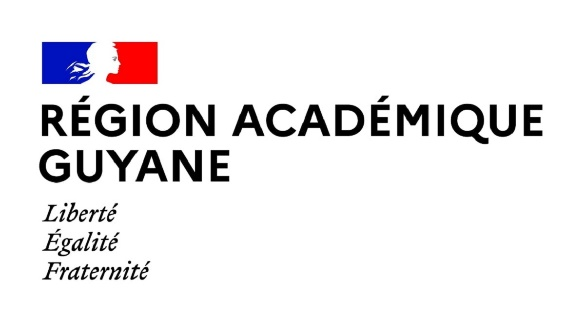 RÉGION ACADÉMIQUE
GUYANE
Liberté
Égalité
Fraternité